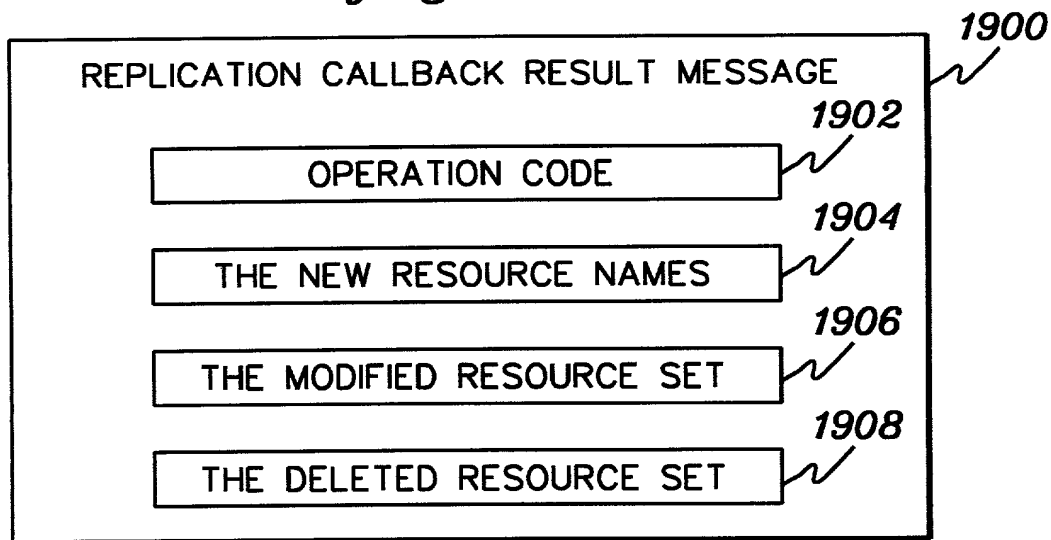 1900
REPLICATION CALLBACK RESULT MESSAGE
1902
OPERATION CODE
1904
THE NEW RESOURCE NAMES
1906
THE MODIFIED RESOURCE SET
1908
THE DELETED RESOURCE SET